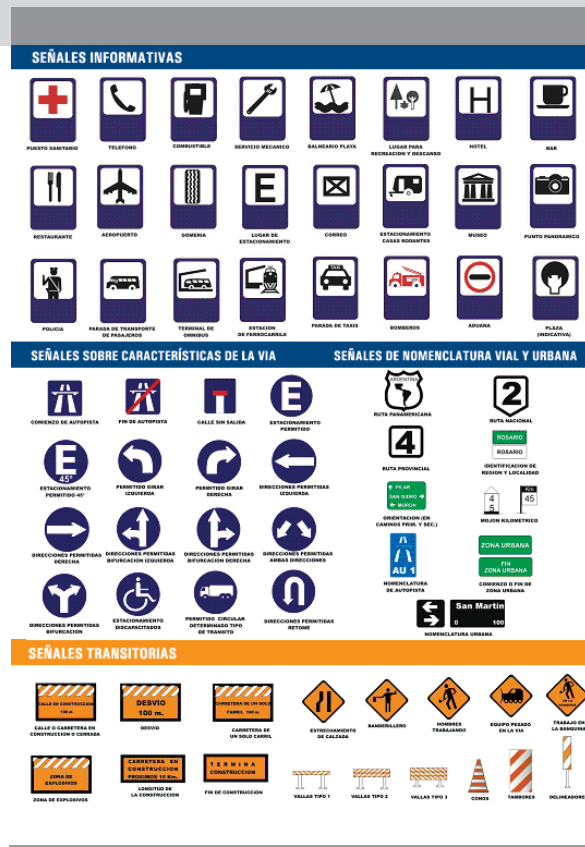 SEÑALES INFORMATIVAS
PUESTO SANITARIO
TELEFONO
COMBUSTIBLE
SERVICIO MECANICO
BALNEARIO PLAYA
LUGAR PARA
RECREACION Y DESCANSO
H
HOTEL
BAR
RESTAURANTE
AEROPUERTO
GOMERIA
E
LUGAR DE
ESTACIONAMIENTO
CORREO
ESTACIONAMIENTO
CASAS RODANTES
MUSEO
PUNTO PANORAMICO
POLICIA
PARADA DE TRANSPORTE
DE PASAJEROS
TERMINAL DE
OMNIBUS
ESTACION
DE FERROCARRILE
TAXI
PARADA DE TAXIS
BOMBEROS
ADUANA
PLAZA
(INDICATIVA)
SEÑALES SOBRE CARACTERÍSTICAS DE LA VIA
COMIENZO DE AUTOPISTA
FIN DE AUTOPISTA
CALLE SIN SALIDA
E
ESTACIONAMIENTO
PERMITIDO
E
45º
ESTACIONAMIENTO
PERMITIDO 45º
PERMITIDO GIRAR
IZQUIERDA
PERMITIDO GIRAR
DERECHA
DIRECCIONES PERMITIDAS
IZQUIERDA
DIRECCIONES PERMITIDAS
DERECHA
DIRECCIONES PERMITIDAS
BIFURCACION IZQUIERDA
DIRECCIONES PERMITIDAS
BIFURCACION DERECHA
DIRECCIONES PERMITIDAS
AMBAS DIRECCIONES
DIRECCIONES PERMITIDAS
BIFURCACION
ESTACIONAMIENTO
DISCAPACITADOS
PERMITIDO CIRCULAR
DETERMINADO TIPO
DE TRANSITO
DIRECCIONES PERMITIDAS
RETOME
SEÑALES DE NOMENCLATURA VIAL Y URBANA
ARGENTINA
RUTA PANAMERICANA
2
RUTA NACIONAL
4
RUTA PROVINCIAL
ROSARIO
ROSARIO
IDENTIFICACION DE
REGION Y LOCALIDAD
PILAR
SAN ISIDRO
MORON
ORIENTACION (EN
CAMINOS PRIM. Y SEC.)
4
5
Km
45
MOJON KILOMETRICO
AU 1
NOMENCLATURA
DE AUTOPISTA
ZONA URBANA
FIN
ZONA URBANA
COMIENZO O FIN DE
ZONA URBANA
San Martín
0 100
NOMENCLATURA URBANA
SEÑALES TRANSITORIAS
CALLE EN CONSTRUCCION
100 m.
CALLE O CARRETERA EN
CONSTRUCCION O CERRADA
DESVIO
100 m.
DESVIO
CARRETERA DE UN SOLO
CARRIL 100 m.
CARRETERA DE
UN SOLO CARRIL
ESTRECHAMIENTO
DE CALZADA
BANDERILLERO
HOMBRES
TRABAJANDO
EQUIPO PESADO
EN LA VIA
TRABAJO EN
LA BANQUINA
ZONA DE
EXPLOSIVOS
ZONA DE EXPLOSIVOS
CARRETERA EN
CONSTRUCCION
PROXIMOS 10 Km.
LONGITUD DE
LA CONSTRUCCION
TERMINA
CONSTRUCCION
FIN DE CONSTRUCCION
VALLAS TIPO 1
VALLAS TIPO 2
VALLAS TIPO 3
CONOS
TAMBORES
DELINEADORES